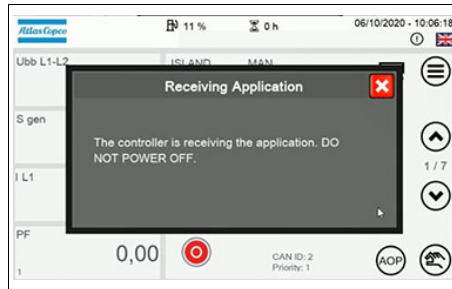 Atlas Copco
11 %
0 h
06/10/2020 - 10:06:18
Ubb L1-L2
ISLAND
MAN
Receiving Application
S gen
The controller is receiving the application. DO
NOT POWER OFF.
1 / 7
I L1
PF
0,00
CAN ID: 2
Priority: 1
AOP
1